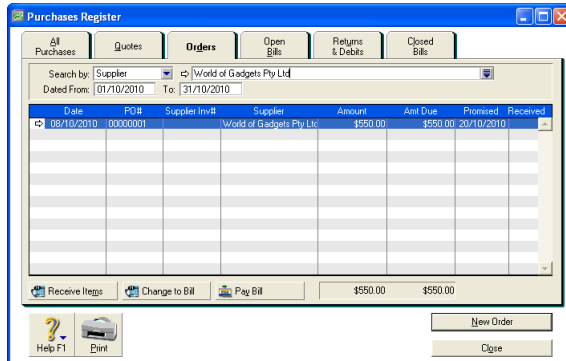 Purchases Register
All Purchases
Quotes
Orders
Open Bills
Returns & Debits
Closed Bills
Search by: Supplier World of Gadgets Pty Ltd
Dated From: 01/10/2010 To: 31/10/2010
Date PO# Supplier Inv# Supplier Amount Amt Due Promised Received
08/10/2010 00000001 World of Gadgets Pty Ltd $550.00 $550.00 20/10/2010
Receive Items Change to Bill Pay Bill $550.00 $550.00
Help F1 Print
New Order
Close